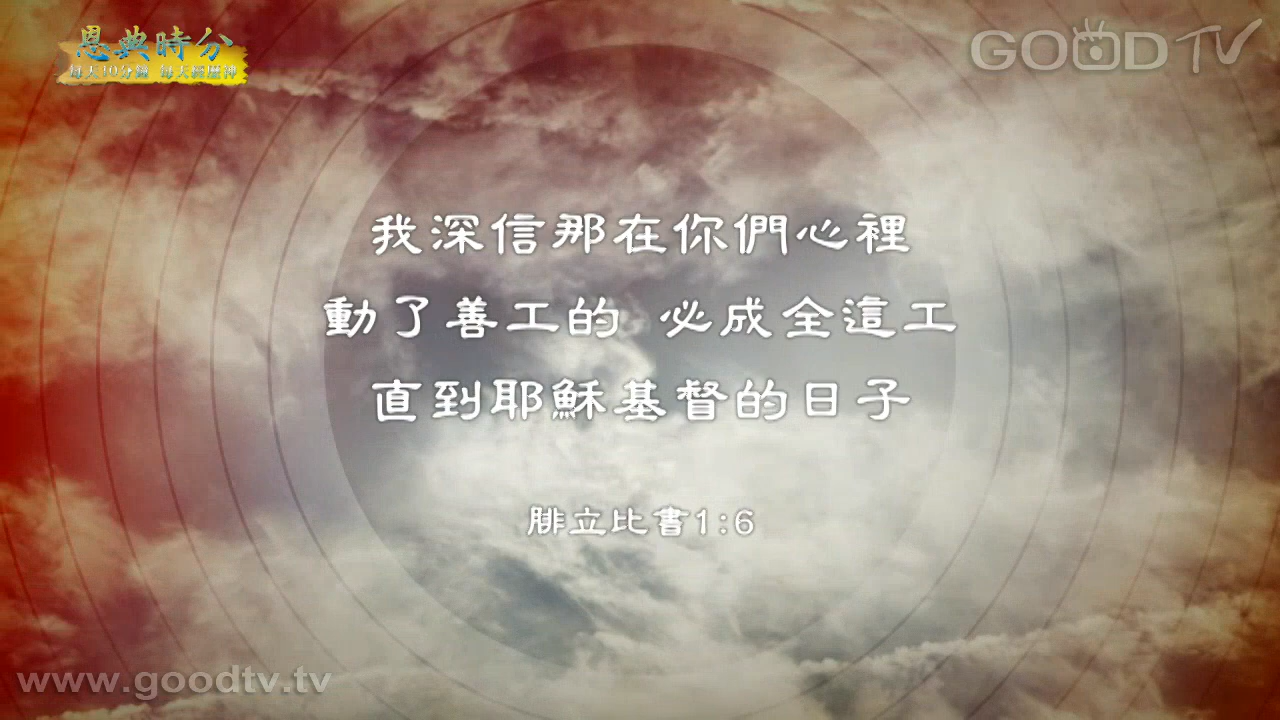 恩典時分
每天10分鐘 每天經歷神
GOOD TV
我深信那在你們心裡
動了善工的 必成全這工
直到耶穌基督的日子
腓立比書1:6
www.goodtv.tv